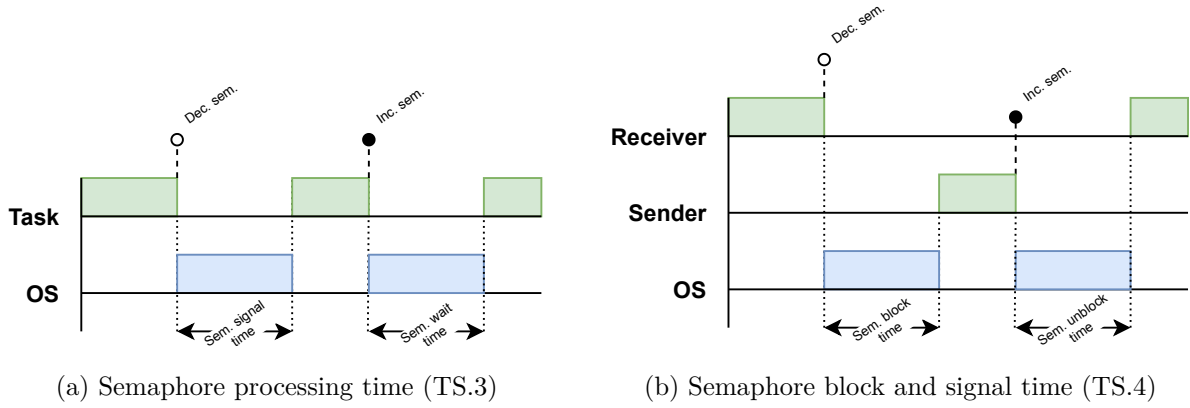 Dec. sem.
Inc. sem.
Task
OS
Sem. signal
time
Sem. wait
time
(a) Semaphore processing time (TS.3)
Dec. sem.
Inc. sem.
Receiver
Sender
OS
Sem. block
time
Sem. unblock
time
(b) Semaphore block and signal time (TS.4)